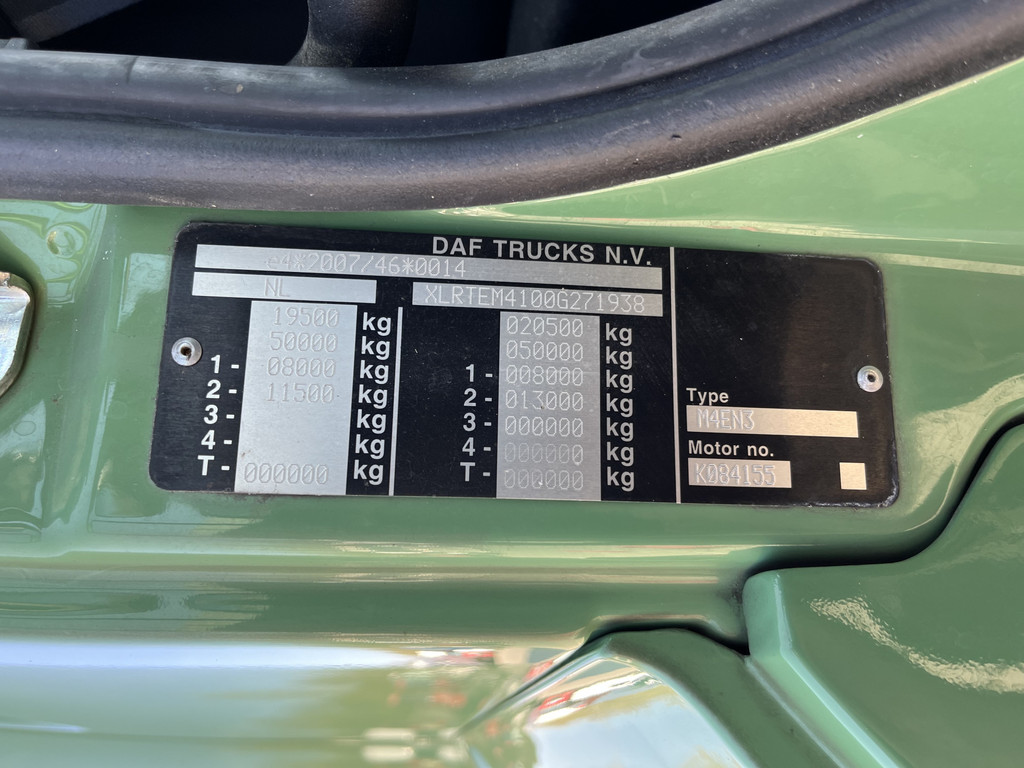 DAF TRUCKS N.V.
e4*2007/46*0014
NL XLRTEM4100G271938
19500 kg 020500 kg
50000 kg 050000 kg
1- 08000 kg 1- 008000 kg
2- 11500 kg 2- 013000 kg
3- kg 3- 000000 kg
4- kg 4- 000000 kg
T- 000000 kg T- 000000 kg
Type
M4EN3
Motor no.
K084155